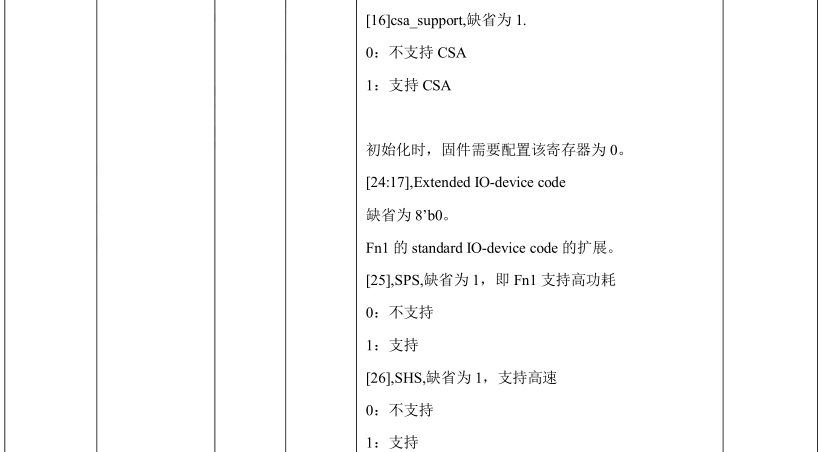 [16]csa_support,缺省为 1.
0：不支持 CSA
1：支持 CSA
初始化时，固件需要配置该寄存器为 0。
[24:17],Extended IO-device code
缺省为 8’b0。
Fn1 的 standard IO-device code 的扩展。
[25],SPS,缺省为 1，即 Fn1 支持高功耗
0：不支持
1：支持
[26],SHS,缺省为 1，支持高速
0：不支持
1：支持